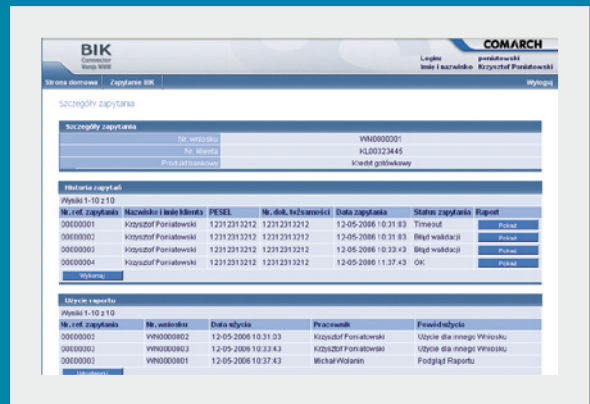 BIK
Connector
Wersja WWW
COMARCH
Login: poniatowski
Imię i nazwisko Krzysztof Poniatowski
Strona domowa Zapytanie BIK Wyloguj
Szczegóły zapytania
Szczegóły zapytania
Nr. wniosku WN0000001
Nr. klienta KL00323445
Produkt bankowy Kredyt gotówkowy
Historia zapytań
Wyniki 1-10 z 10
Nr. ref. zapytania Nazwisko i imię klienta PESEL Nr. dok. tożsamości Data zapytania Status zapytania Raport
00000001 Krzysztof Poniatowski 12312313212 12312313212 12-05-2006 10:31:03 Timeout Pokaż
00000002 Krzysztof Poniatowski 12312313212 12312313212 12-05-2006 10:31:03 Błąd walidacji Pokaż
00000003 Krzysztof Poniatowski 12312313212 12312313212 12-05-2006 10:33:43 Błąd walidacji Pokaż
00000004 Krzysztof Poniatowski 12312313212 12312313212 12-05-2006 11:37:43 OK Pokaż
Wykonaj
Użycie raportu
Wyniki 1-10 z 10
Nr. ref. zapytania Nr. wniosku Data użycia Pracownik Powód użycia
00000003 WN0000802 12-05-2006 10:31:03 Krzysztof Poniatowski Użycie dla innego Wniosku
00000003 WN0000803 12-05-2006 10:33:43 Krzysztof Poniatowski Użycie dla innego Wniosku
00000003 WN0000801 12-05-2006 10:37:43 Michał Wolanin Podgląd Raportu